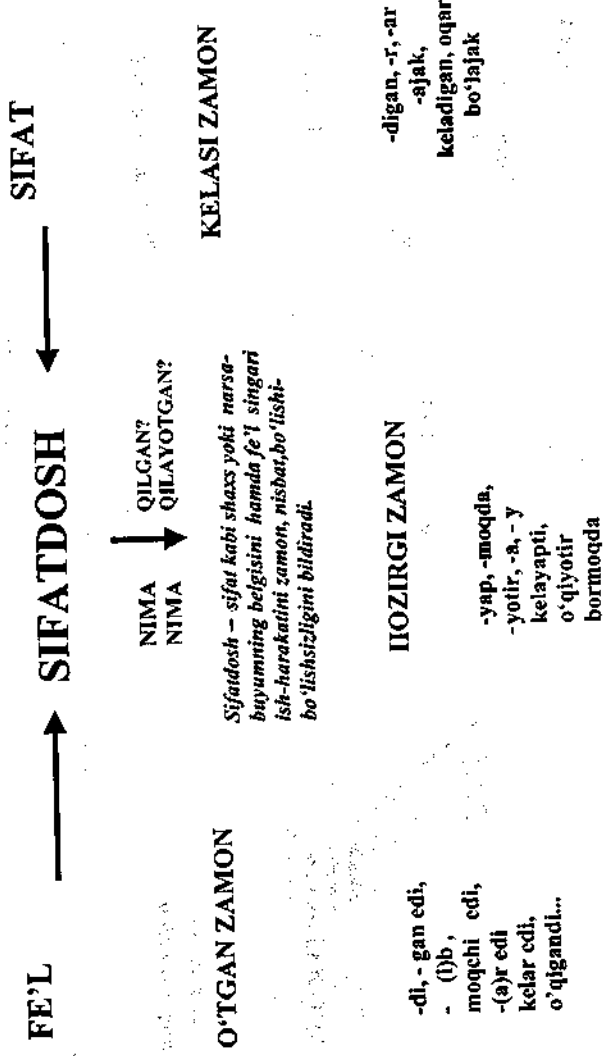 FE’L SIFATDOSH SIFAT
NIMA QILGAN?
NIMA QILAYOTGAN?
Sifatdosh – sifat kabi shaxs yoki narsa-
buyumning belgisini hamda fe’l singari
ish-harakatini zamon, nisbat,bo‘lishi-
bo‘lishsizligini bildiradi.
O‘TGAN ZAMON
-di, - gan edi,
- (i)b ,
moqchi edi,
-(a)r edi
kelar edi,
o’qigandi...
HOZIRGI ZAMON
-yap, -moqda,
-yotir, -a, - y
kelayapti,
o‘qiyotir
bormoqda
KELASI ZAMON
-digan, -r, -ar
-ajak,
keladigan, oqar
bo‘lajak